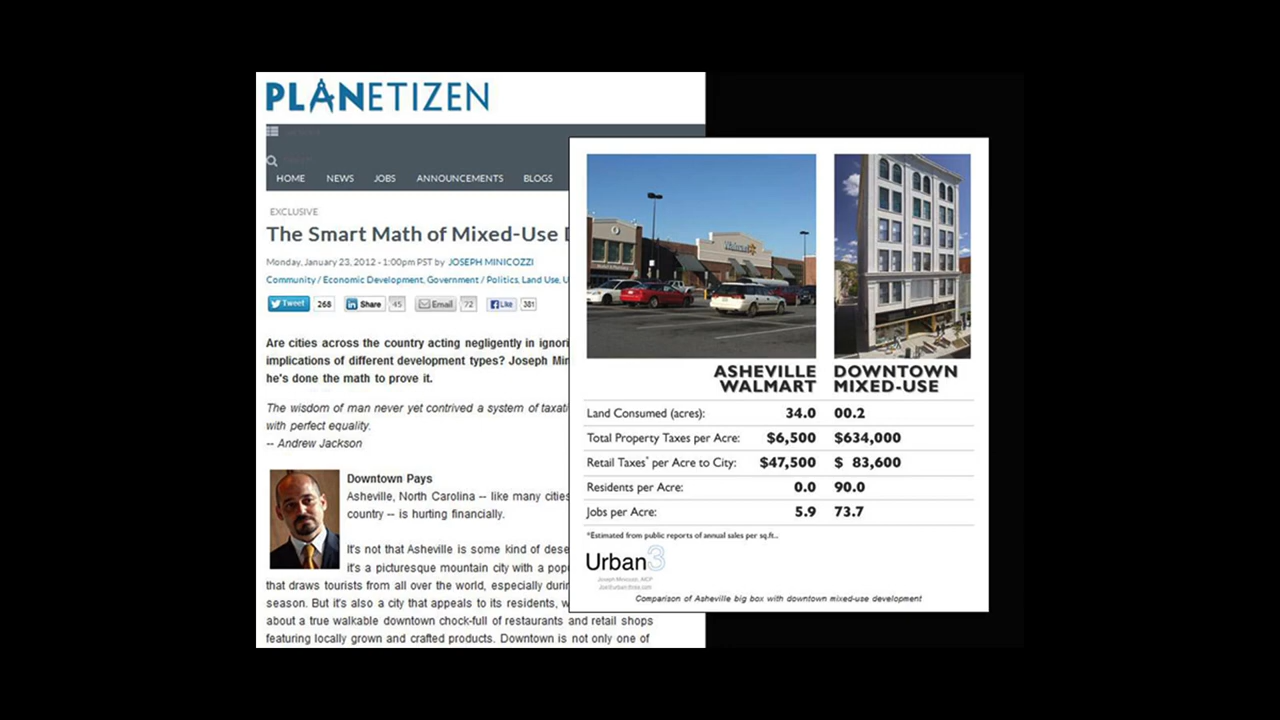 PLANETIZEN
HOME NEWS JOBS ANNOUNCEMENTS BLOGS
EXCLUSIVE
The Smart Math of Mixed-Use
Monday, January 23, 2012 - 1:00pm PST by JOSEPH MINICOZZI
Community / Economic Development, Government / Politics, Land Use, U
Tweet 268 Share 45 Email 72 Like 381
Are cities across the country acting negligently in ignori
implications of different development types? Joseph Min
he's done the math to prove it.
The wisdom of man never yet contrived a system of taxati
with perfect equality.
-- Andrew Jackson
Downtown Pays
Asheville, North Carolina -- like many cities
country -- is hurting financially.
It's not that Asheville is some kind of dese
it's a picturesque mountain city with a popu
that draws tourists from all over the world, especially durin
season. But it's also a city that appeals to its residents, w
about a true walkable downtown chock-full of restaurants and retail shops
featuring locally grown and crafted products. Downtown is not only one of
Walmart
ASHEVILLE WALMART
DOWNTOWN MIXED-USE
Land Consumed (acres): 34.0 00.2
Total Property Taxes per Acre: $6,500 $634,000
Retail Taxes* per Acre to City: $47,500 $ 83,600
Residents per Acre: 0.0 90.0
Jobs per Acre: 5.9 73.7
*Estimated from public reports of annual sales per sq.ft..
Urban3
Joseph Minicozzi, AICP
Comparison of Asheville big box with downtown mixed-use development